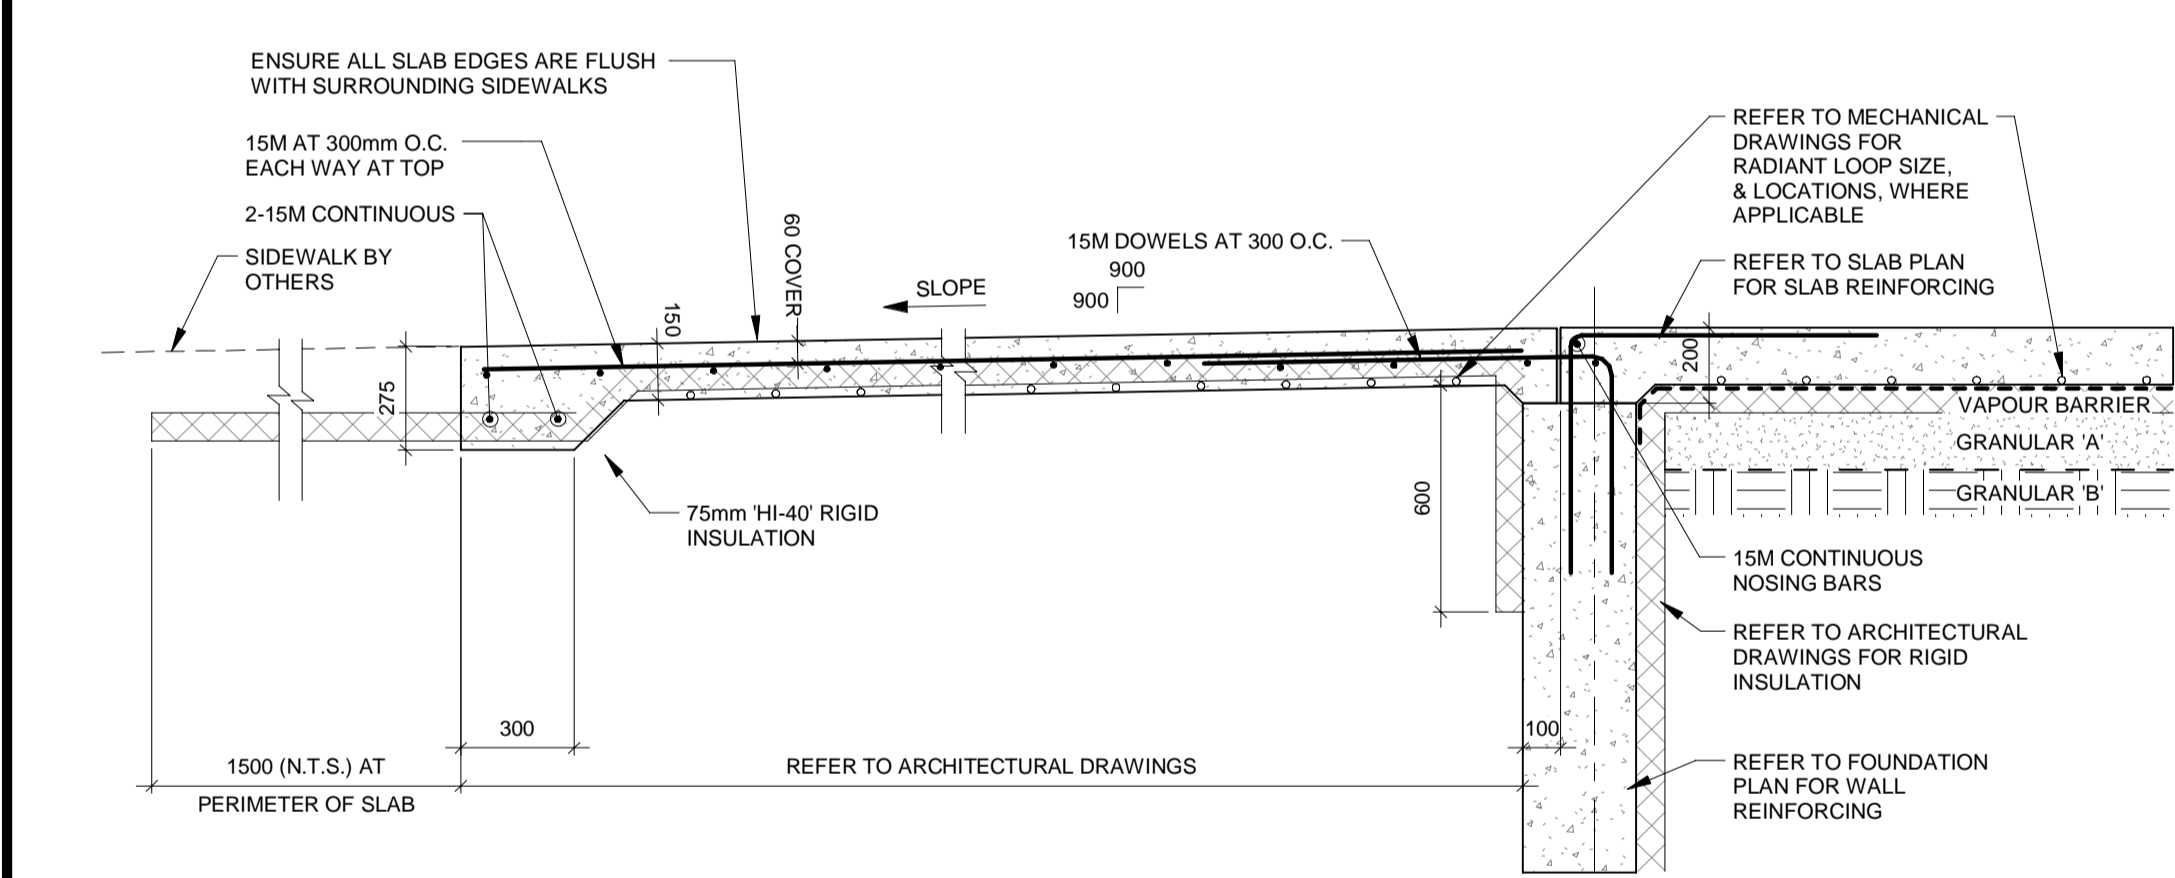 ENSURE ALL SLAB EDGES ARE FLUSH
WITH SURROUNDING SIDEWALKS
15M AT 300mm O.C.
EACH WAY AT TOP
2-15M CONTINUOUS
SIDEWALK BY
OTHERS
275
150
60 COVER
SLOPE
15M DOWELS AT 300 O.C.
900
900
REFER TO MECHANICAL
DRAWINGS FOR
RADIANT LOOP SIZE,
& LOCATIONS, WHERE
APPLICABLE
REFER TO SLAB PLAN
FOR SLAB REINFORCING
200
VAPOUR BARRIER
GRANULAR 'A'
GRANULAR 'B'
75mm 'HI-40' RIGID
INSULATION
600
15M CONTINUOUS
NOSING BARS
REFER TO ARCHITECTURAL
DRAWINGS FOR RIGID
INSULATION
300
100
1500 (N.T.S.) AT
PERIMETER OF SLAB
REFER TO ARCHITECTURAL DRAWINGS
REFER TO FOUNDATION
PLAN FOR WALL
REINFORCING